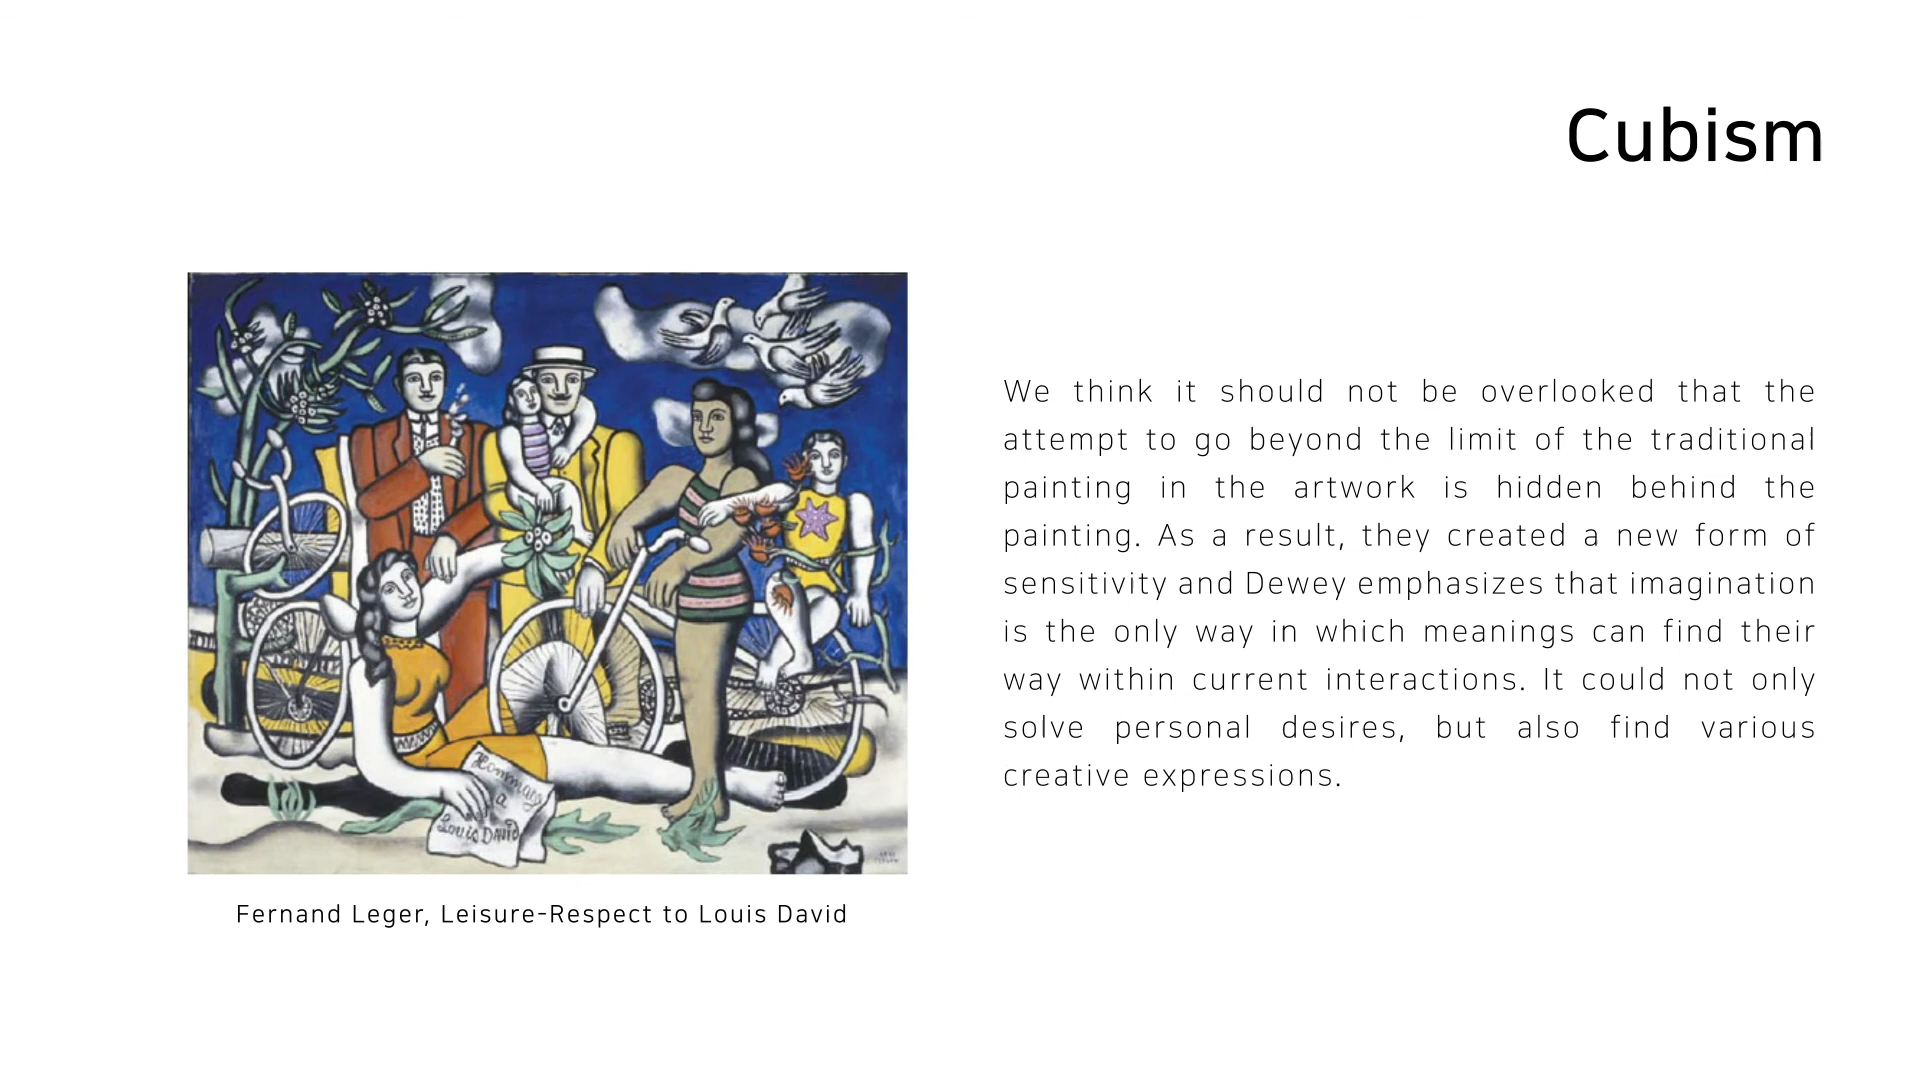 Cubism
We think it should not be overlooked that the
attempt to go beyond the limit of the traditional
painting in the artwork is hidden behind the
painting. As a result, they created a new form of
sensitivity and Dewey emphasizes that imagination
is the only way in which meanings can find their
way within current interactions. It could not only
solve personal desires, but also find various
creative expressions.
Hommage
a
Louis DAVID
Fernand Leger, Leisure-Respect to Louis David